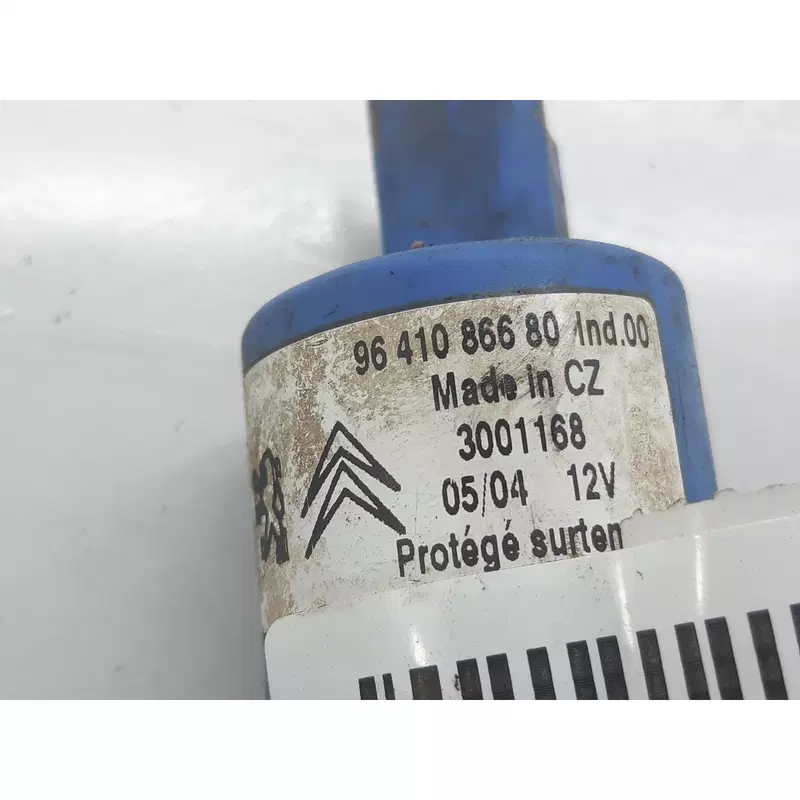 96 410 866 80 Ind.00
Made in CZ
3001168
05/04 12V
Protégé surten